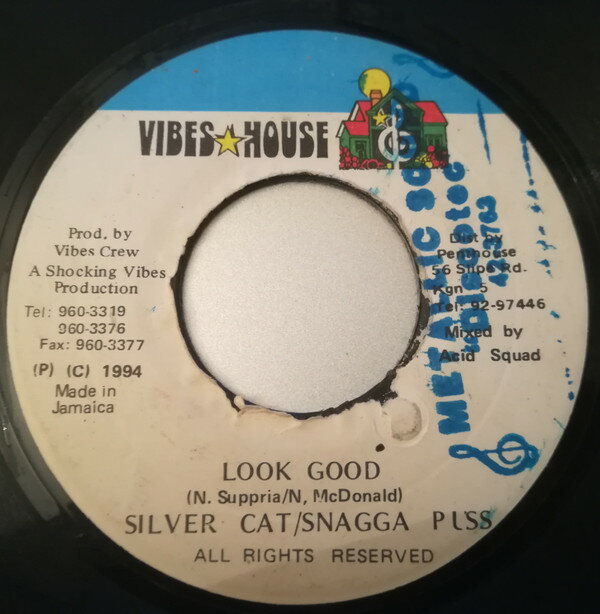 VIBES HOUSE
Prod. by
Vibes Crew
A Shocking Vibes
Production
Tel: 960-3319
960-3376
Fax: 960-3377
(P) (C) 1994
Made in
Jamaica
Dist by
Penthouse
56 Slipe Rd.
Kgn 5
Tel: 92-97446
Mixed by
Acid Squad
METALLIC
LOOK GOOD
(N. Suppria/N, McDonald)
SILVER CAT/SNAGGA PUSS
ALL RIGHTS RESERVED